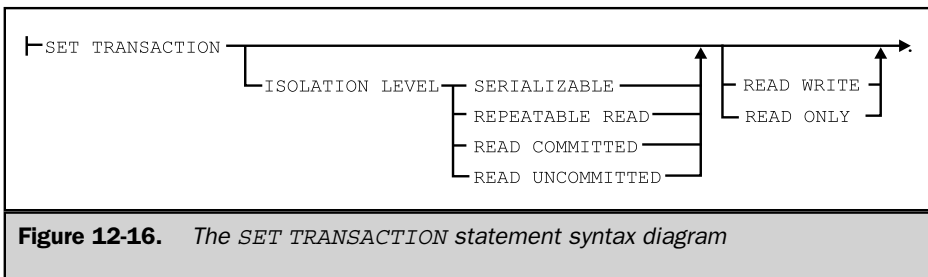 SET TRANSACTION
ISOLATION LEVEL SERIALIZABLE READ WRITE
REPEATABLE READ READ ONLY
READ COMMITTED
READ UNCOMMITTED
Figure 12-16. The SET TRANSACTION statement syntax diagram